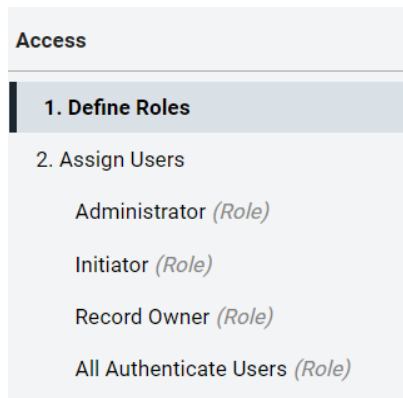 Access
1. Define Roles
2. Assign Users
Administrator (Role)
Initiator (Role)
Record Owner (Role)
All Authenticate Users (Role)